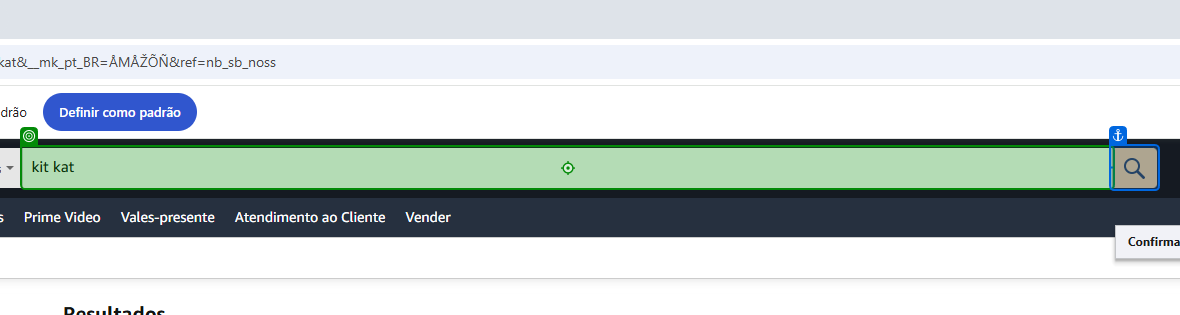 kat&__mk_pt_BR=ÅMÅŽÕÑ&ref=nb_sb_noss
drão
Definir como padrão
kit kat
s Prime Video Vales-presente Atendimento ao Cliente Vender
Confirma
Resultados